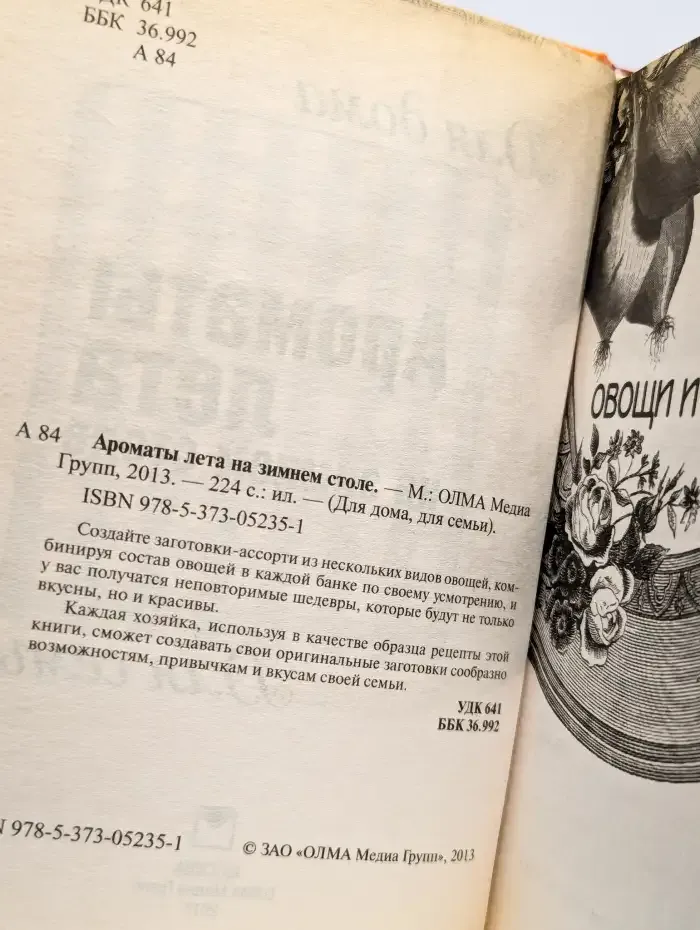 УДК 641
ББК 36.992
А 84
А 84 Ароматы лета на зимнем столе. — М.: ОЛМА Медиа
Групп, 2013. — 224 с.: ил. — (Для дома, для семьи).
ISBN 978-5-373-05235-1
Создайте заготовки-ассорти из нескольких видов овощей, ком-
бинируя состав овощей в каждой банке по своему усмотрению, и
у вас получатся неповторимые шедевры, которые будут не только
вкусны, но и красивы.
Каждая хозяйка, используя в качестве образца рецепты этой
книги, сможет создавать свои оригинальные заготовки сообразно
возможностям, привычкам и вкусам своей семьи.
УДК 641
ББК 36.992
N 978-5-373-05235-1
© ЗАО «ОЛМА Медиа Групп», 2013
ОВОЩИ И